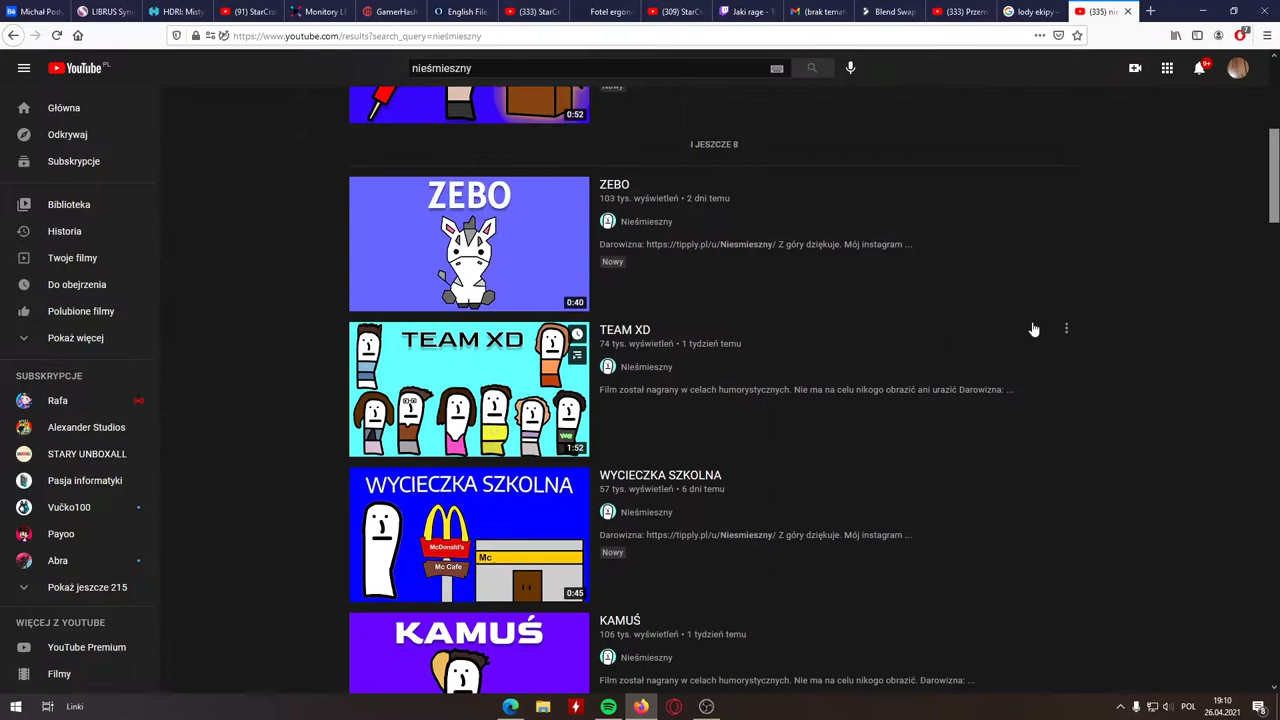 Michał Pod
LIBRUS Syn
HDRI: Misty
(91) StarCra
Monitory L
GamerHash
English File
(333) StarC
Fotel ergono
(309) StarC
Jaki rage - T
(brak temat
Blend Swap
(333) Przem
lody ekipy -
(335) nie
https://www.youtube.com/results?search_query=nieśmieszny
7
YouTube PL
nieśmieszny
9+
Główna
Odkrywaj
Subskrypcje
Biblioteka
Historia
Twoje filmy
Do obejrzenia
Polubione filmy
Pokaż więcej
SUBSKRYPCJE
Rafa
Alexander Studios
STARY UNBOXALL
Pasja informatyki
Vučko100
Payoo
Abra
Pokaż jeszcze 215
WIĘCEJ Z YOUTUBE
YouTube Premium
Filmy
0:52
Nowy
I JESZCZE 8
ZEBO
0:40
ZEBO
103 tys. wyświetleń • 2 dni temu
Nieśmieszny
Darowizna: https://tipply.pl/u/Niesmieszny/ Z góry dziękuje. Mój instagram ...
Nowy
TEAM XD
1:52
TEAM XD
74 tys. wyświetleń • 1 tydzień temu
Nieśmieszny
Film został nagrany w celach humorystycznych. Nie ma na celu nikogo obrazić ani urazić Darowizna: ...
WYCIECZKA SZKOLNA
McDonald's
Mc Cafe
Mc
0:45
WYCIECZKA SZKOLNA
57 tys. wyświetleń • 6 dni temu
Nieśmieszny
Darowizna: https://tipply.pl/u/Niesmieszny/ Z góry dziękuje. Mój instagram ...
Nowy
KAMUŚ
KAMUŚ
106 tys. wyświetleń • 1 tydzień temu
Nieśmieszny
Film został nagrany w celach humorystycznych. Nie ma na celu nikogo obrazić. Darowizna: ...
Linki
POL
19:10
26.04.2021